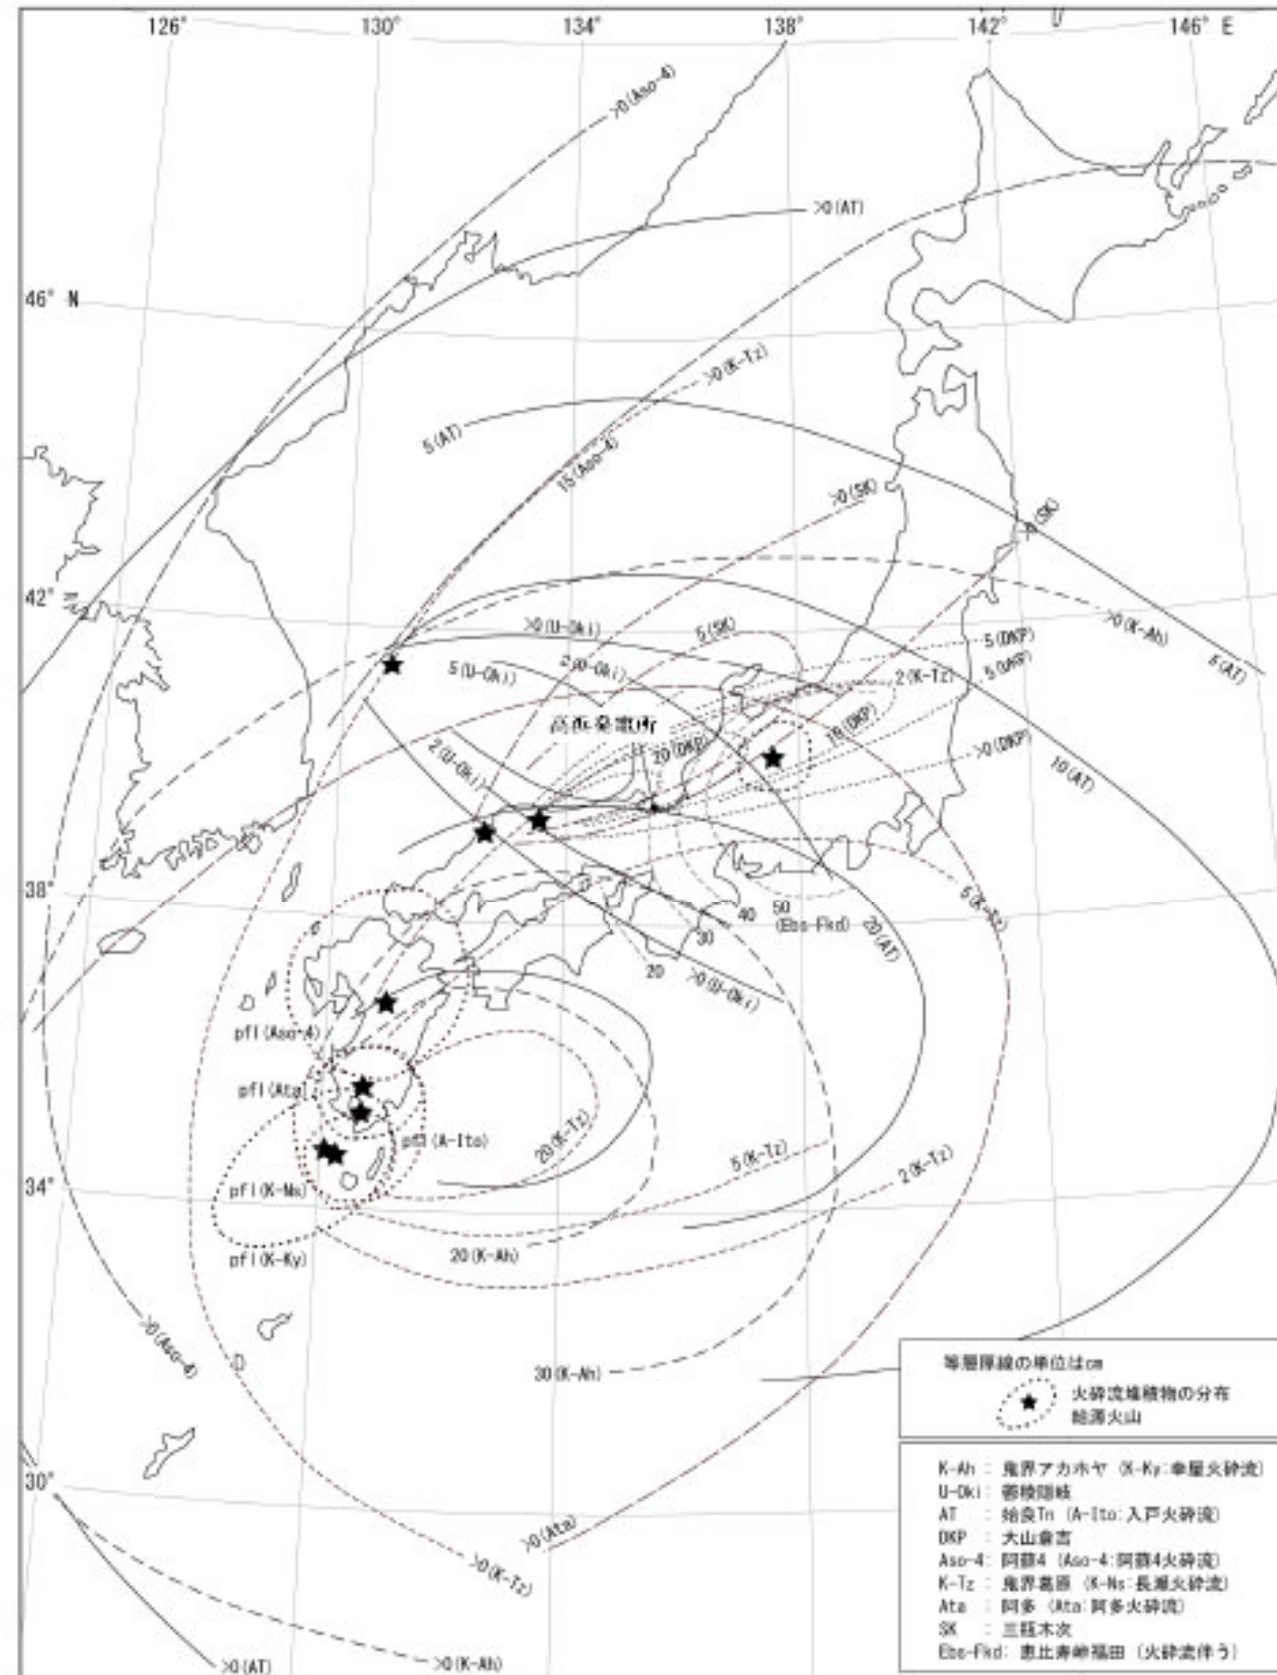 126°
130°
134°
138°
142°
146° E
>0(Aso-4)
>0(AT)
46° N
>0(K-Tz)
5(AT)
15(Aso-4)
>0(SK)
>0(SK)
42°
>0(U-Oki)
5(SK)
>0(K-Ah)
5(DKP)
2(U-Oki)
5(U-Oki)
2(K-Tz)
5(DKP)
5(AT)
高浜発電所
10(DKP)
20(DKP)
2(U-Oki)
>0(DKP)
10(AT)
38°
5(K-Tz)
50
(Ebs-Fkd)
40
30
20
20(AT)
>0(U-Oki)
pfl(Aso-4)
pfl(Ata)
pfl(A-Ito)
20(K-Tz)
5(K-Tz)
2(K-Tz)
34°
pfl(K-Ns)
pfl(K-Ky)
20(K-Ah)
>0(Aso-4)
30(K-Ah)
30°
>0(Ata)
>0(K-Tz)
>0(AT)
>0(K-Ah)
等層厚線の単位はcm
火砕流堆積物の分布
給源火山
K-Ah : 鬼界アカホヤ (K-Ky:幸屋火砕流)
U-Oki: 鬱陵隠岐
AT : 姶良Tn (A-Ito:入戸火砕流)
DKP : 大山倉吉
Aso-4: 阿蘇4 (Aso-4:阿蘇4火砕流)
K-Tz : 鬼界葛原 (K-Ns:長瀬火砕流)
Ata : 阿多 (Ata:阿多火砕流)
SK : 三瓶木次
Ebs-Fkd: 恵比寿峠福田 (火砕流伴う)